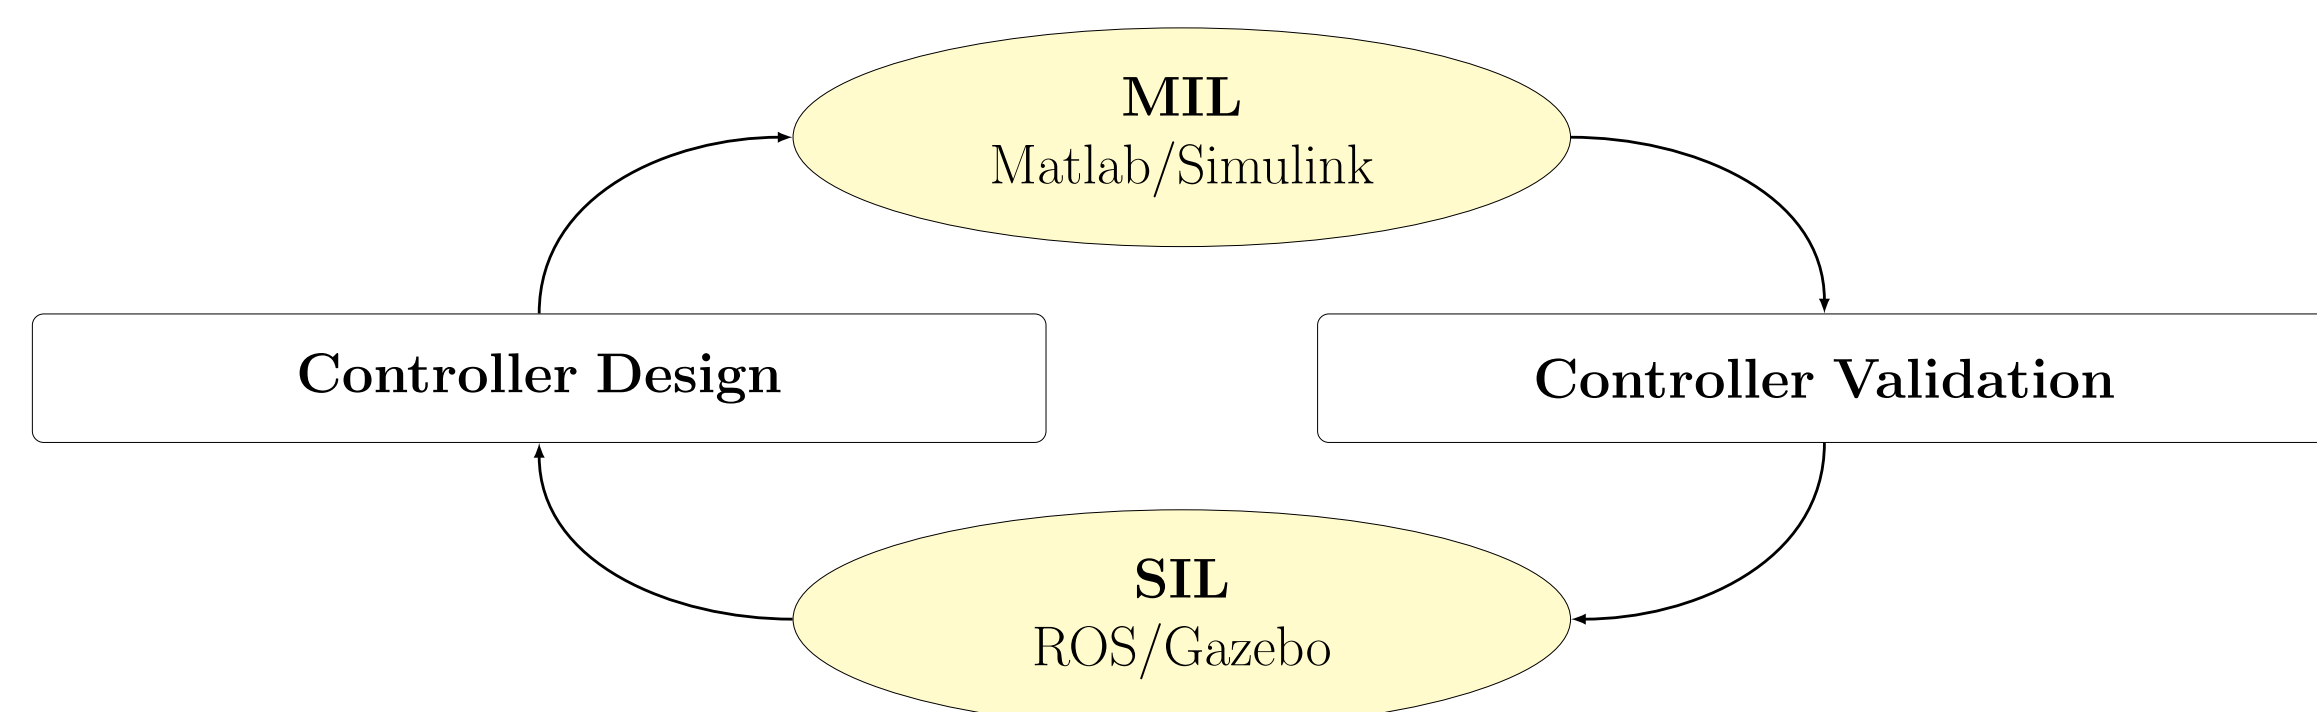 MIL
Matlab/Simulink
Controller Design
Controller Validation
SIL
ROS/Gazebo